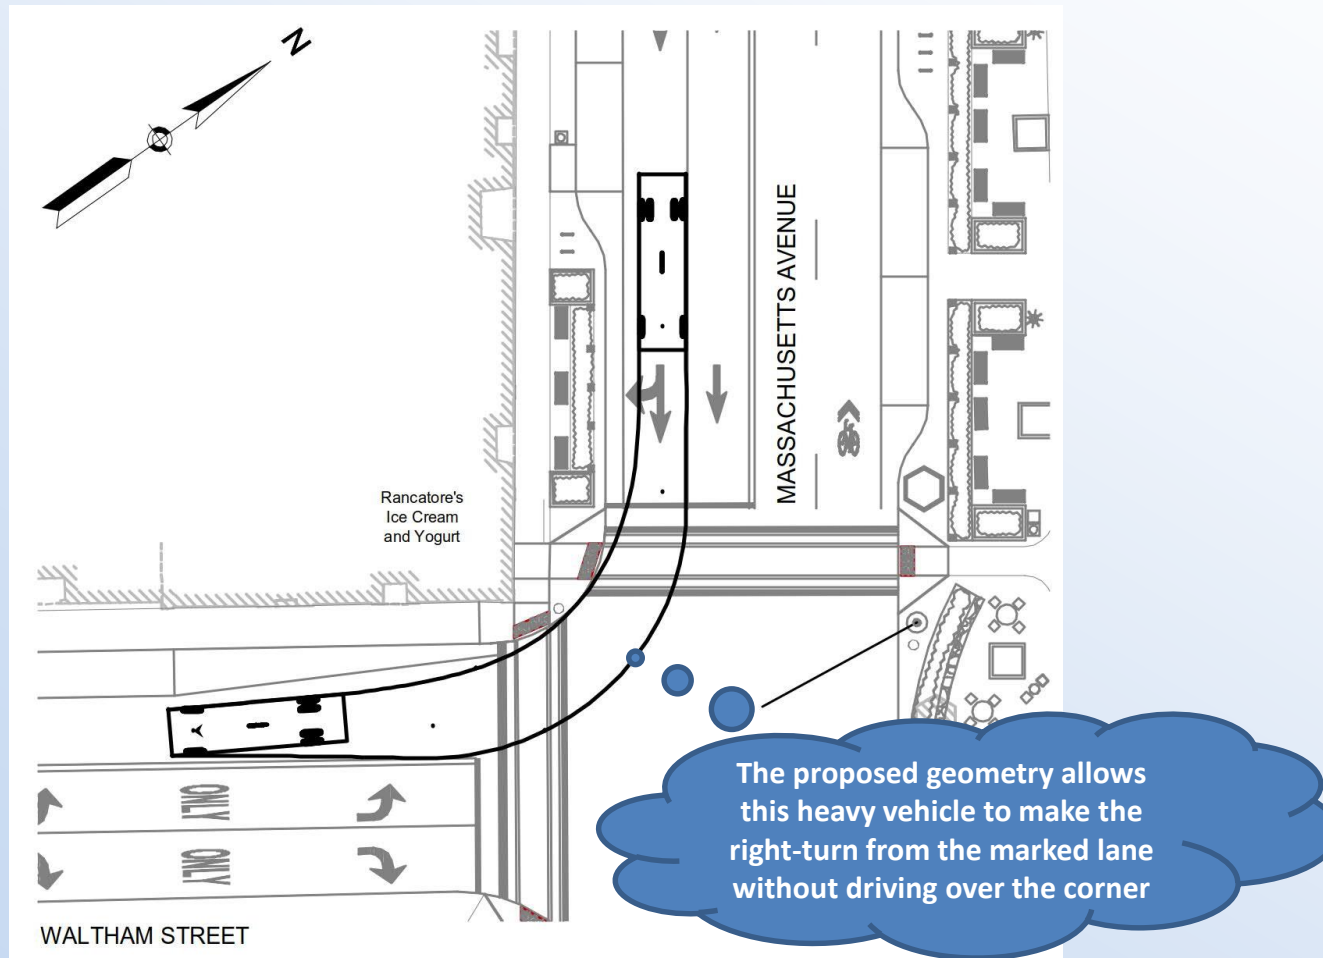 N
MASSACHUSETTS AVENUE
Rancatore's
Ice Cream
and Yogurt
ONLY
ONLY
WALTHAM STREET
The proposed geometry allows
this heavy vehicle to make the
right-turn from the marked lane
without driving over the corner